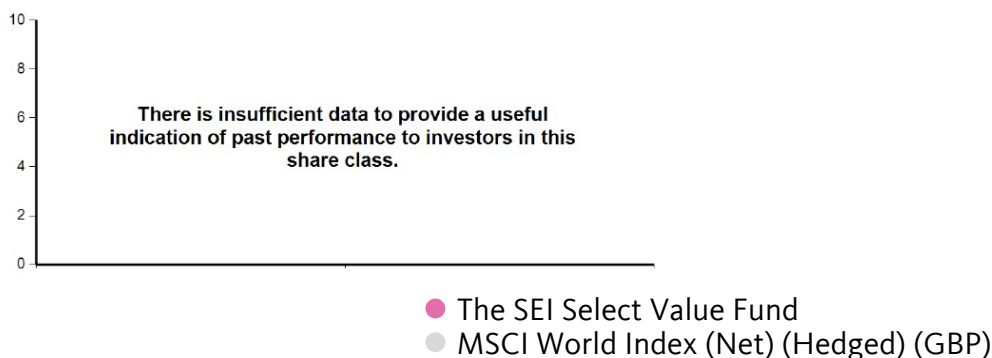 10
8
There is insufficient data to provide a useful
6
indication of past performance to investors in this
share class.
4
2
0
The SEI Select Value Fund
MSCI World Index (Net) (Hedged) (GBP)